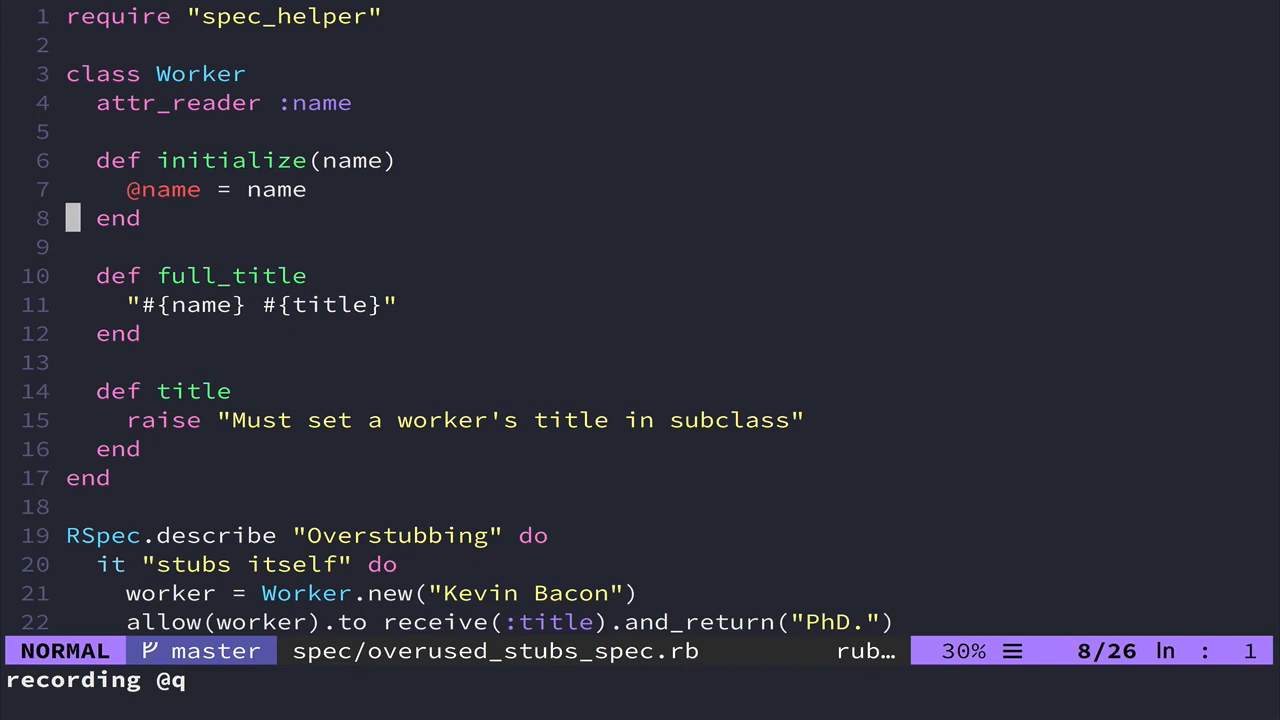 1 require "spec_helper"
2
3 class Worker
4   attr_reader :name
5
6   def initialize(name)
7     @name = name
8   end
9
10   def full_title
11     "#{name} #{title}"
12   end
13
14   def title
15     raise "Must set a worker's title in subclass"
16   end
17 end
18
19 RSpec.describe "Overstubbing" do
20   it "stubs itself" do
21     worker = Worker.new("Kevin Bacon")
22     allow(worker).to receive(:title).and_return("PhD.")
NORMAL master spec/overused_stubs_spec.rb rub… 30% ☰ 8/26 ln : 1
recording @q